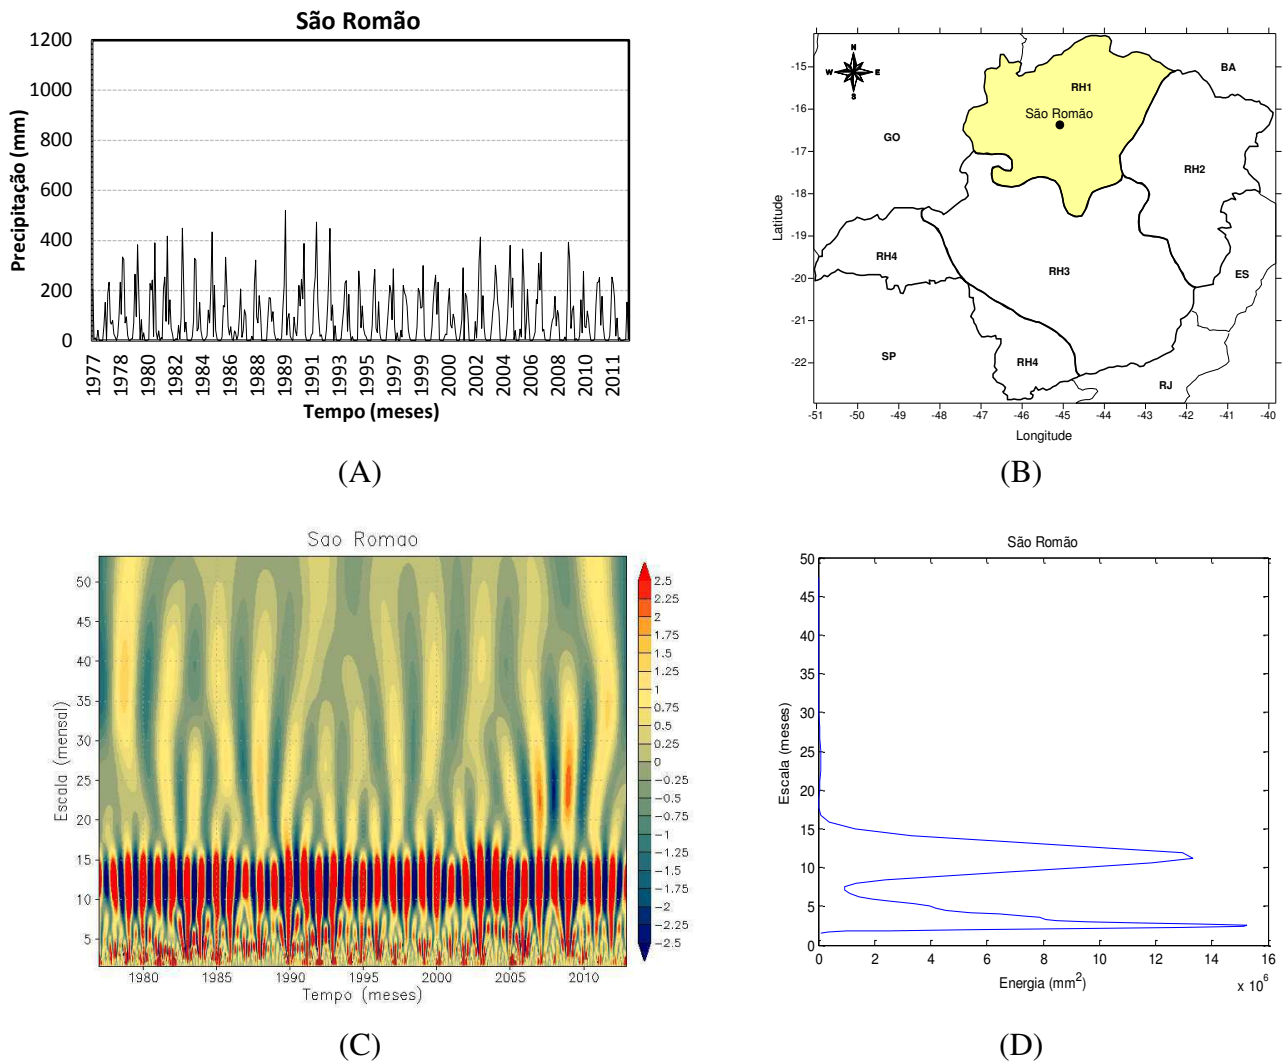 São Romão
Precipitação (mm)
1200
1000
800
600
400
200
0
1977
1978
1980
1982
1984
1986
1988
1989
1991
1993
1995
1997
1999
2000
2002
2004
2006
2008
2009
2011
Tempo (meses)
(A)
N
W E
S
BA
RH1
São Romão
GO
RH2
RH4
RH3
ES
SP
RH4
RJ
Latitude
-15
-16
-17
-18
-19
-20
-21
-22
-51 -50 -49 -48 -47 -46 -45 -44 -43 -42 -41 -40
Longitude
(B)
Sao Romao
Escala (mensal)
50
45
40
35
30
25
20
15
10
5
1980 1985 1990 1995 2000 2005 2010
Tempo (meses)
2.5
2.25
2
1.75
1.5
1.25
1
0.75
0.5
0.25
0
-0.25
-0.5
-0.75
-1
-1.25
-1.5
-1.75
-2
-2.25
-2.5
(C)
São Romão
Escala (meses)
50
45
40
35
30
25
20
15
10
5
0
0 2 4 6 8 10 12 14 16
Energia (mm²)
x 10⁶
(D)